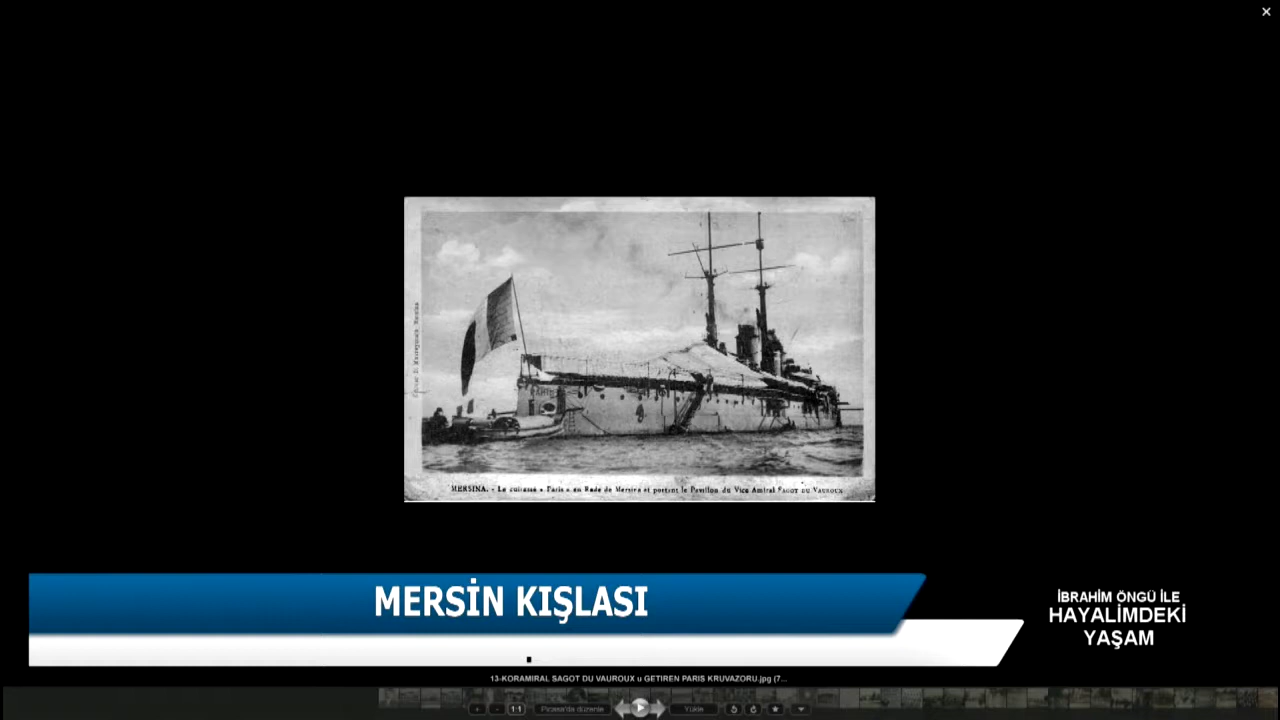 MERSINA. - Le cuirassé « Paris » en Rade de Mersina et portant le Pavillon du Vice Amiral SAGOT DU VAUROUX
MERSİN KIŞLASI
İBRAHİM ÖNGÜ İLE
HAYALİMDEKİ
YAŞAM
13-KORAMIRAL SAGOT DU VAUROUX u GETIREN PARIS KRUVAZORU.jpg (7...
1:1
Picasa'da düzenle
Yükle